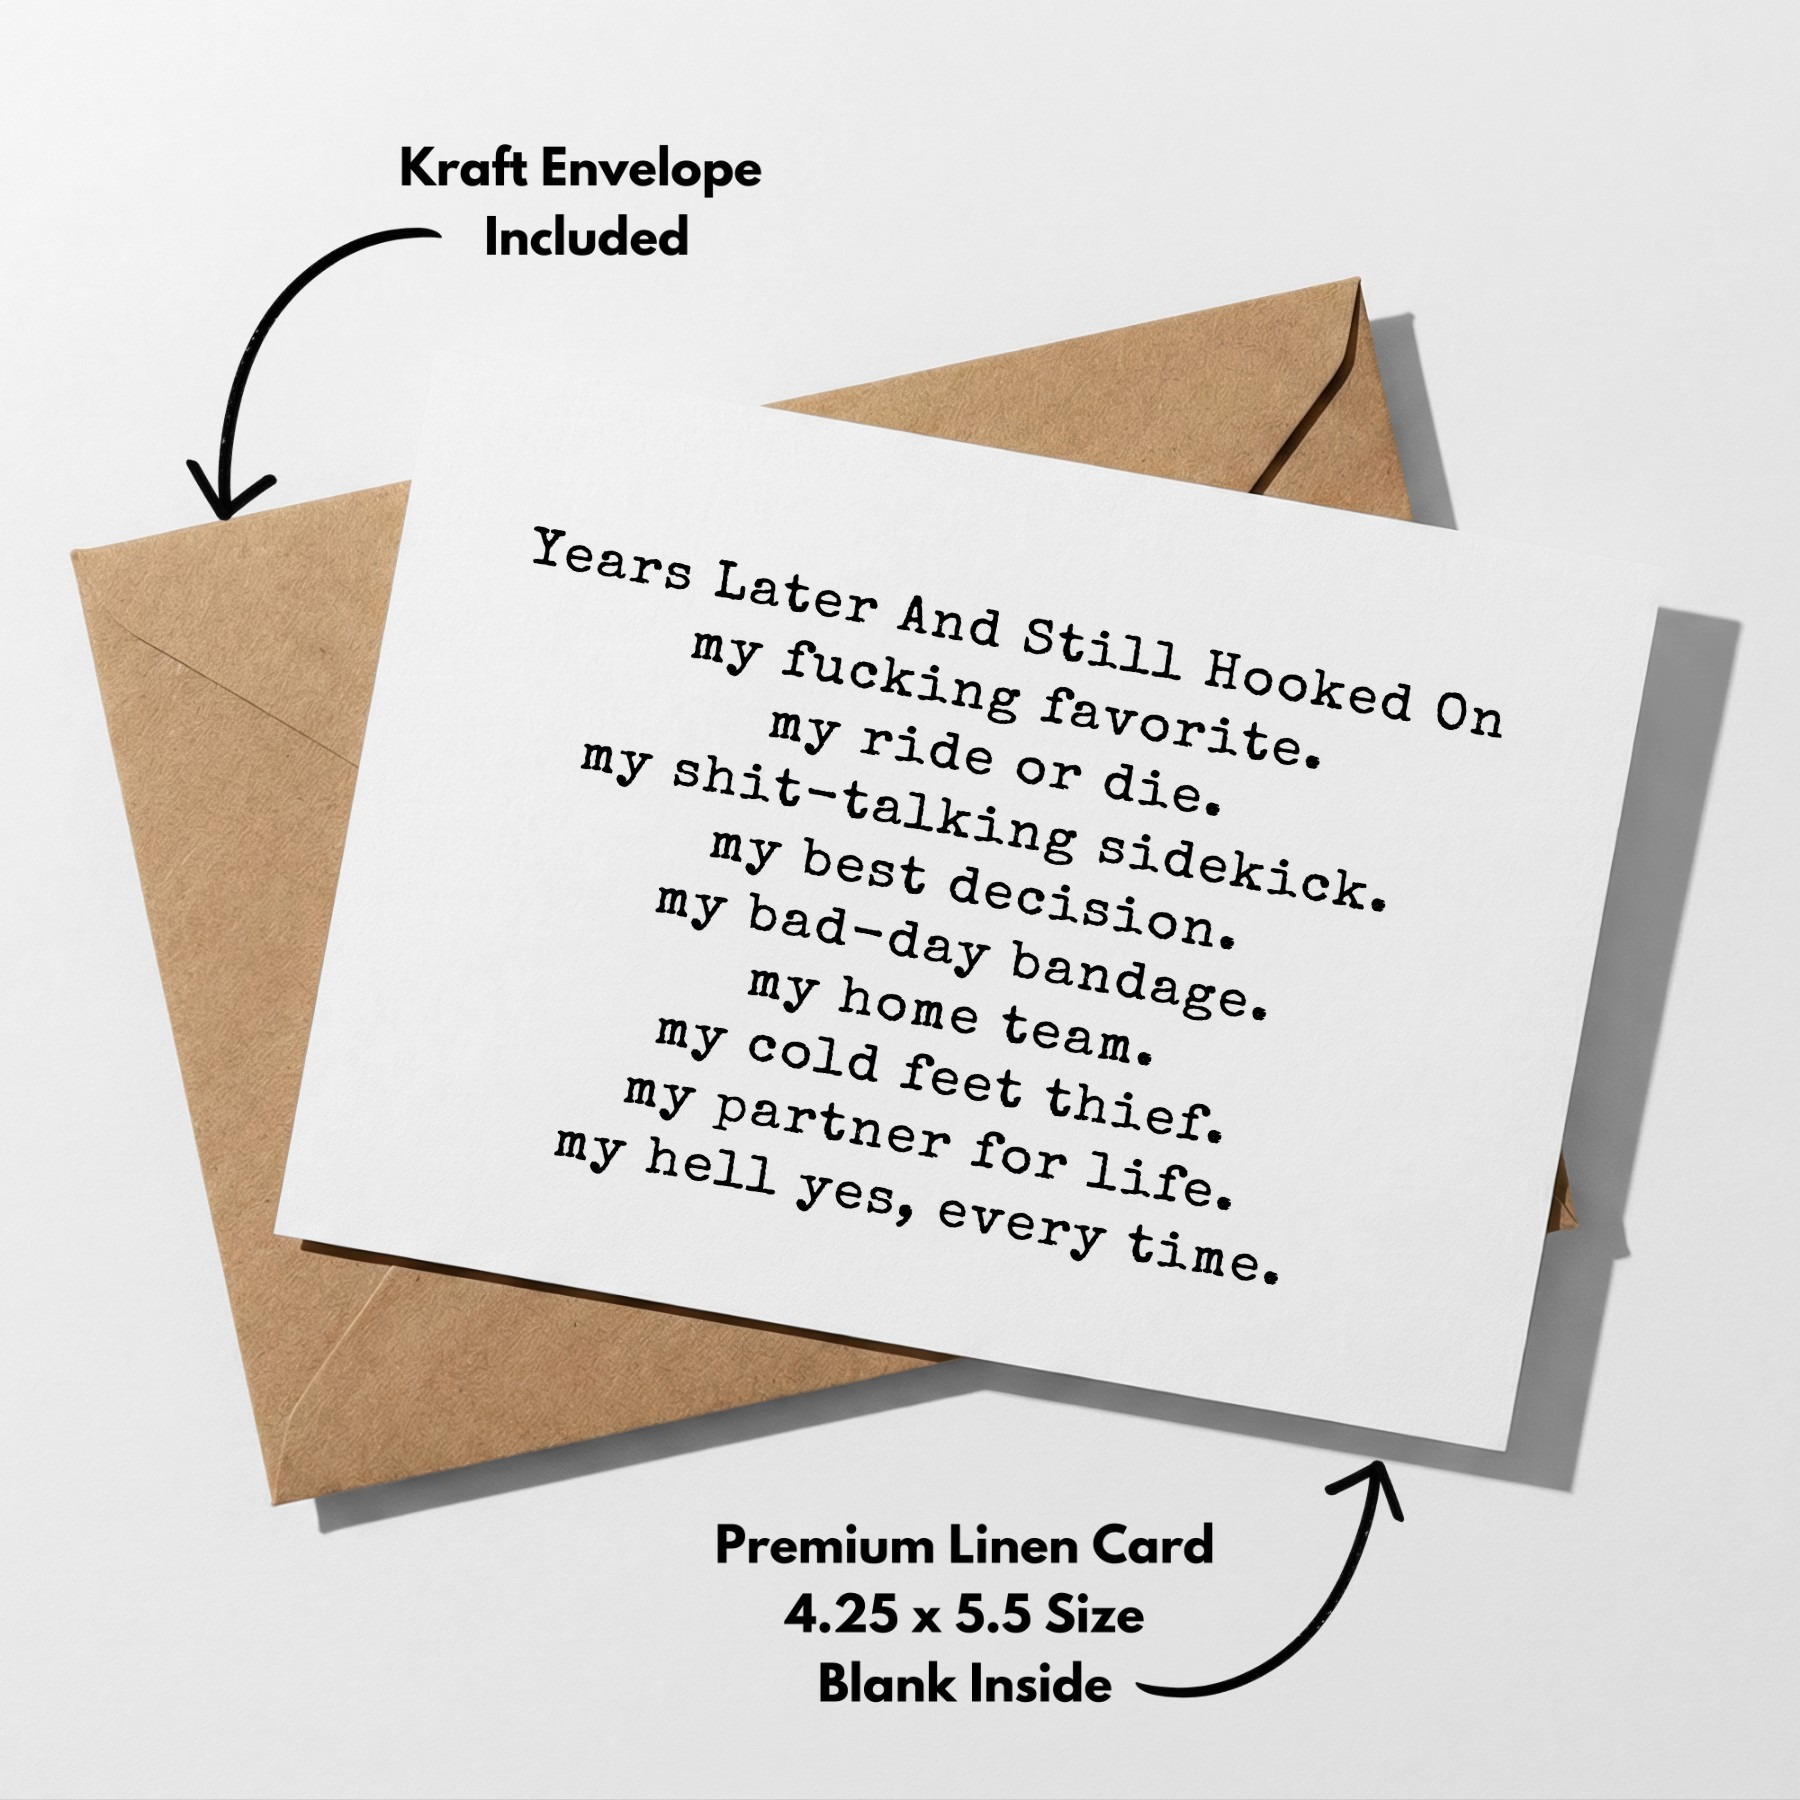 Kraft Envelope
Included
Years Later And Still Hooked On
my fucking favorite.
my ride or die.
my shit-talking sidekick.
my best decision.
my bad-day bandage.
my home team.
my cold feet thief.
my partner for life.
my hell yes, every time.
Premium Linen Card
4.25 x 5.5 Size
Blank Inside